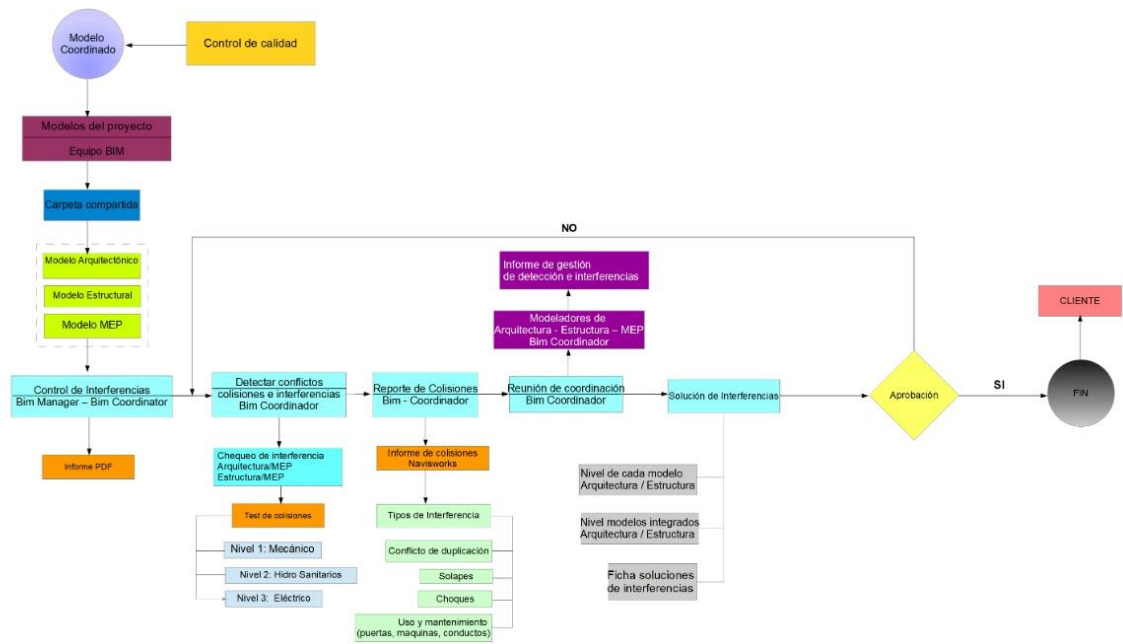 Modelo
Coordinado
Control de calidad
Modelos del proyecto
Equipo BIM
Carpeta compartida
NO
Modelo Arquitectónico
Modelo Estructural
Modelo MEP
Informe de gestión
de detección e interferencias
Modeladores de
Arquitectura - Estructura – MEP
Bim Coordinador
CLIENTE
Control de Interferencias
Bim Manager – Bim Coordinator
Detectar conflictos
colisiones e interferencias
Bim Coordinador
Reporte de Colisiones
Bim - Coordinador
Reunión de coordinación
Bim Coordinador
Solución de Interferencias
Aprobación
SI
FIN
Informe PDF
Chequeo de interferencia
Arquitectura/MEP
Estructura/MEP
Informe de colisiones
Navisworks
Nivel de cada modelo
Arquitectura / Estructura
Test de colisiones
Tipos de Interferencia
Nivel modelos integrados
Arquitectura / Estructura
Nivel 1: Mecánico
Conflicto de duplicación
Nivel 2: Hidro Sanitarios
Solapes
Ficha soluciones
de interferencias
Nivel 3: Eléctrico
Choques
Uso y mantenimiento
(puertas, maquinas, conductos)